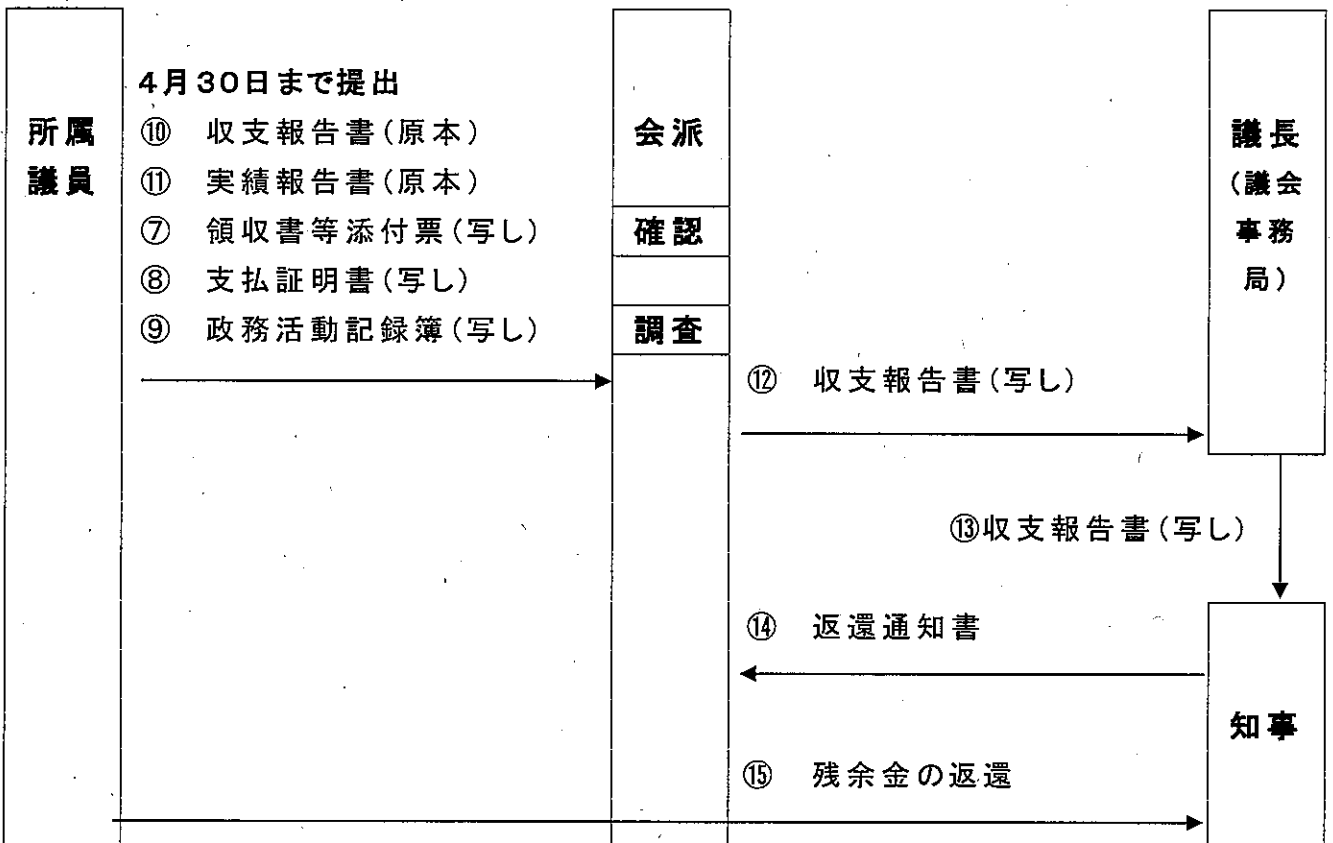 所属
議員
4月30日まで提出
⑩ 収支報告書(原本)
⑪ 実績報告書(原本)
⑦ 領収書等添付票(写し)
⑧ 支払証明書(写し)
⑨ 政務活動記録簿(写し)
会派
確認
調査
⑫ 収支報告書(写し)
議長
(議会
事務
局)
⑬収支報告書(写し)
⑭ 返還通知書
⑮ 残余金の返還
知事